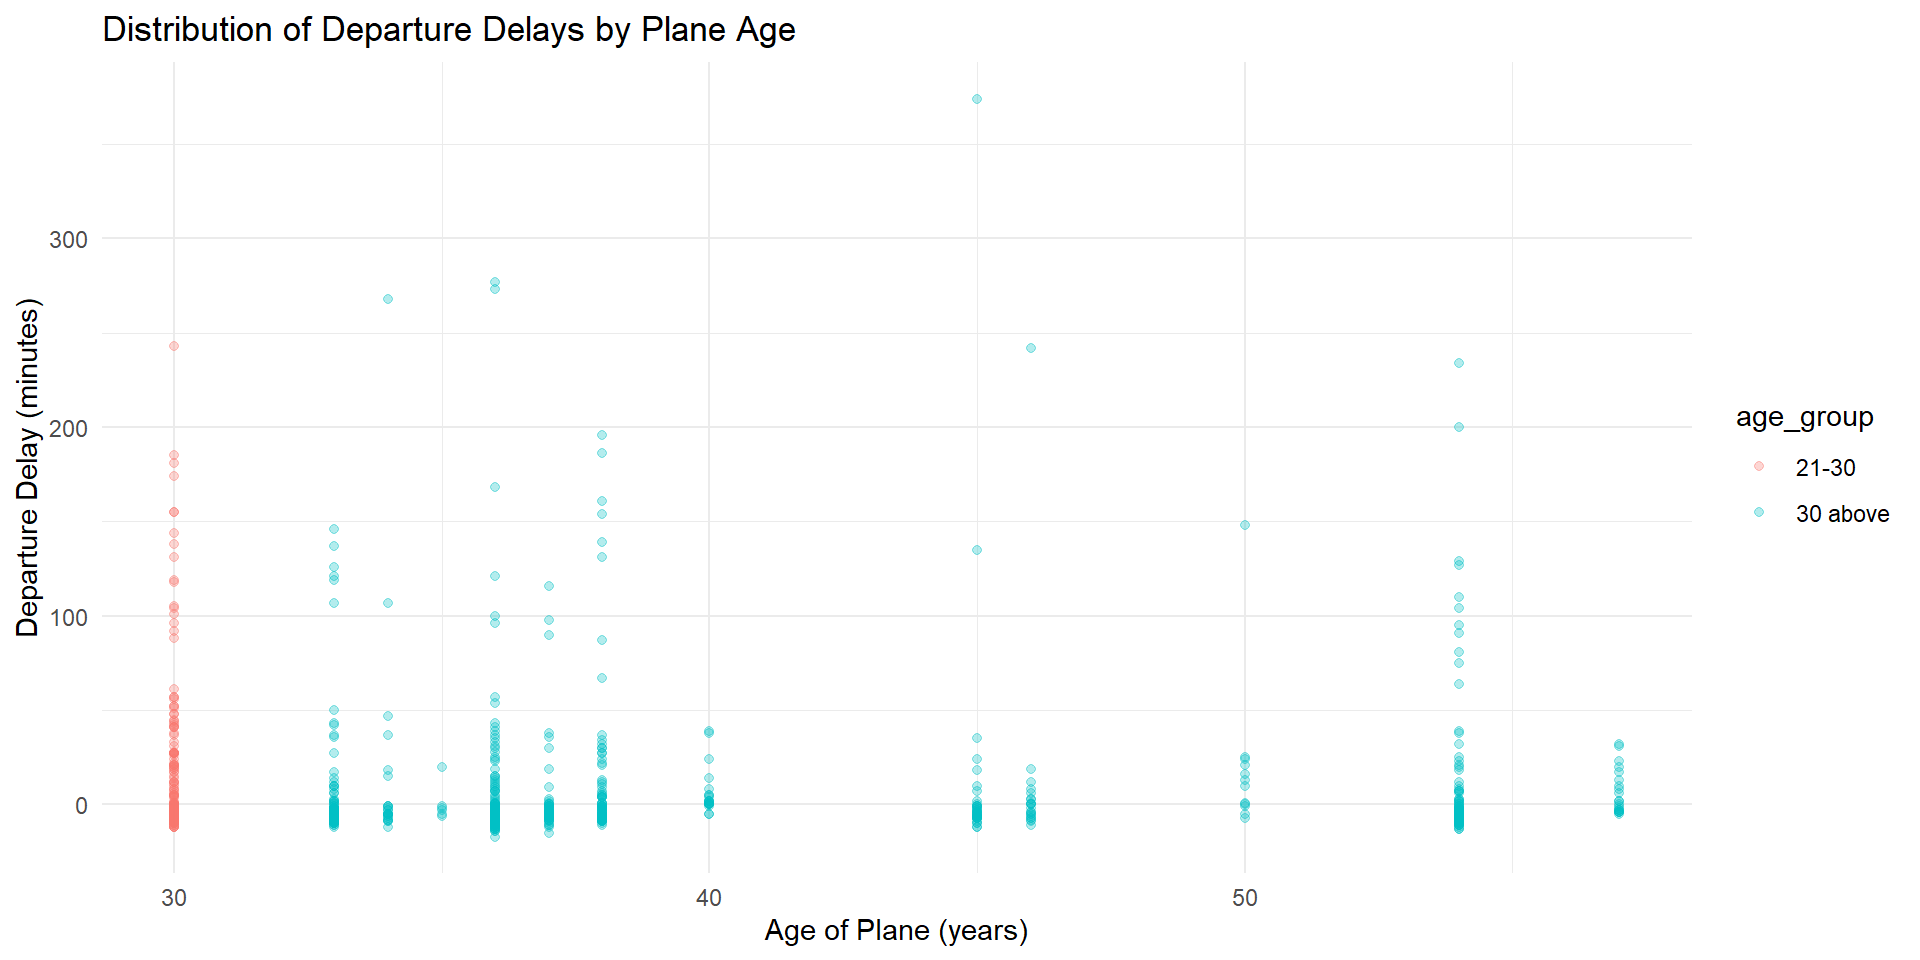 Distribution of Departure Delays by Plane Age
Departure Delay (minutes)
300
200
100
0
30
40
50
Age of Plane (years)
age_group
21-30
30 above